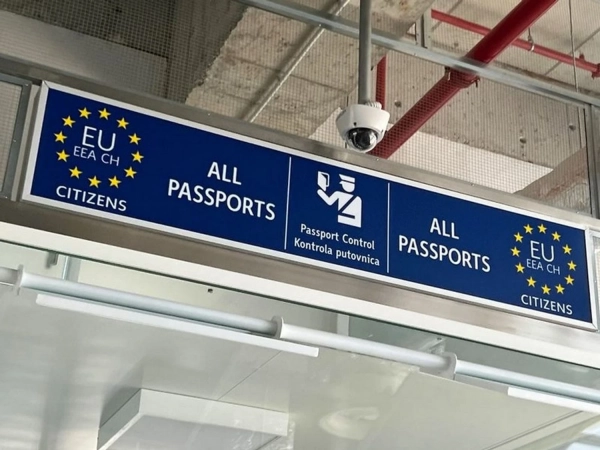 EU
EEA CH
CITIZENS
ALL
PASSPORTS
Passport Control
Kontrola putovnica
ALL
PASSPORTS
EU
EEA CH
CITIZENS